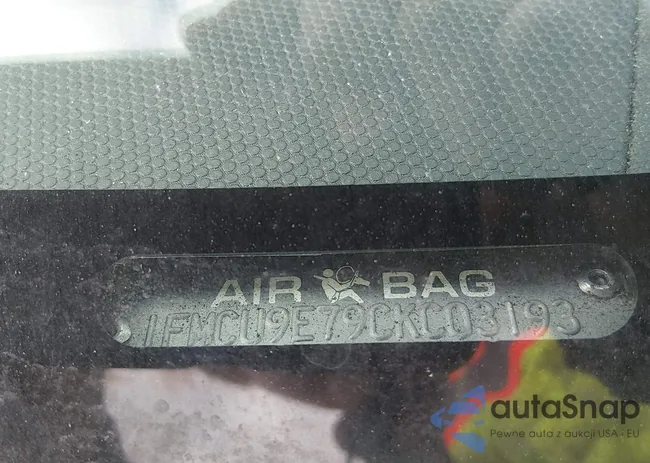 AIR BAG
1FMCU9E79CKC03193
autaSnap
Pewne auta z aukcji USA • EU